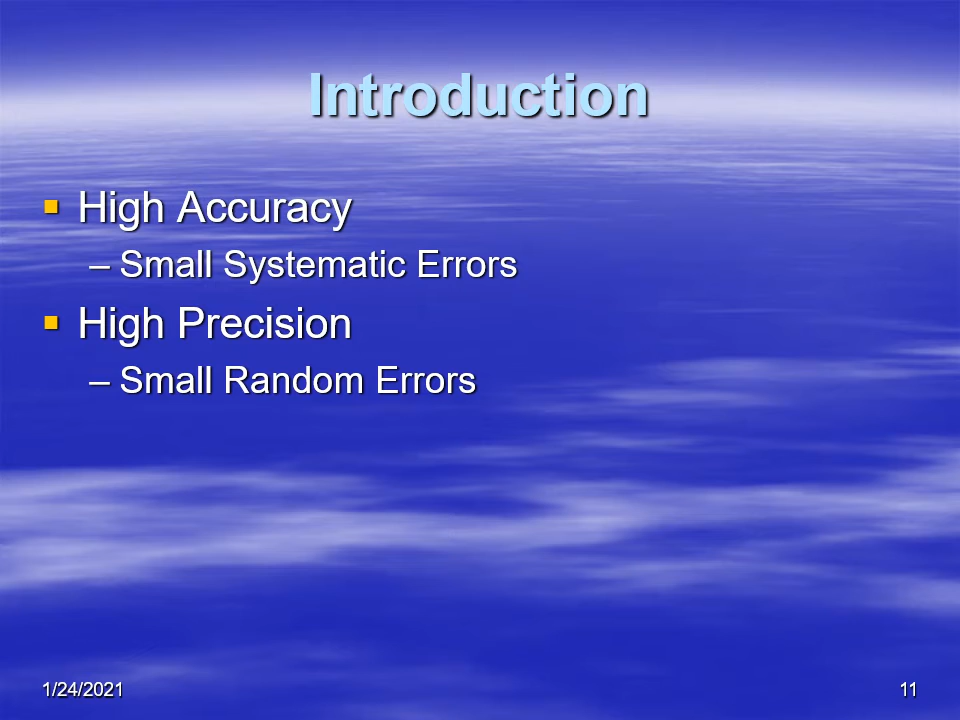 Introduction
▪ High Accuracy
– Small Systematic Errors
▪ High Precision
– Small Random Errors
1/24/2021 11